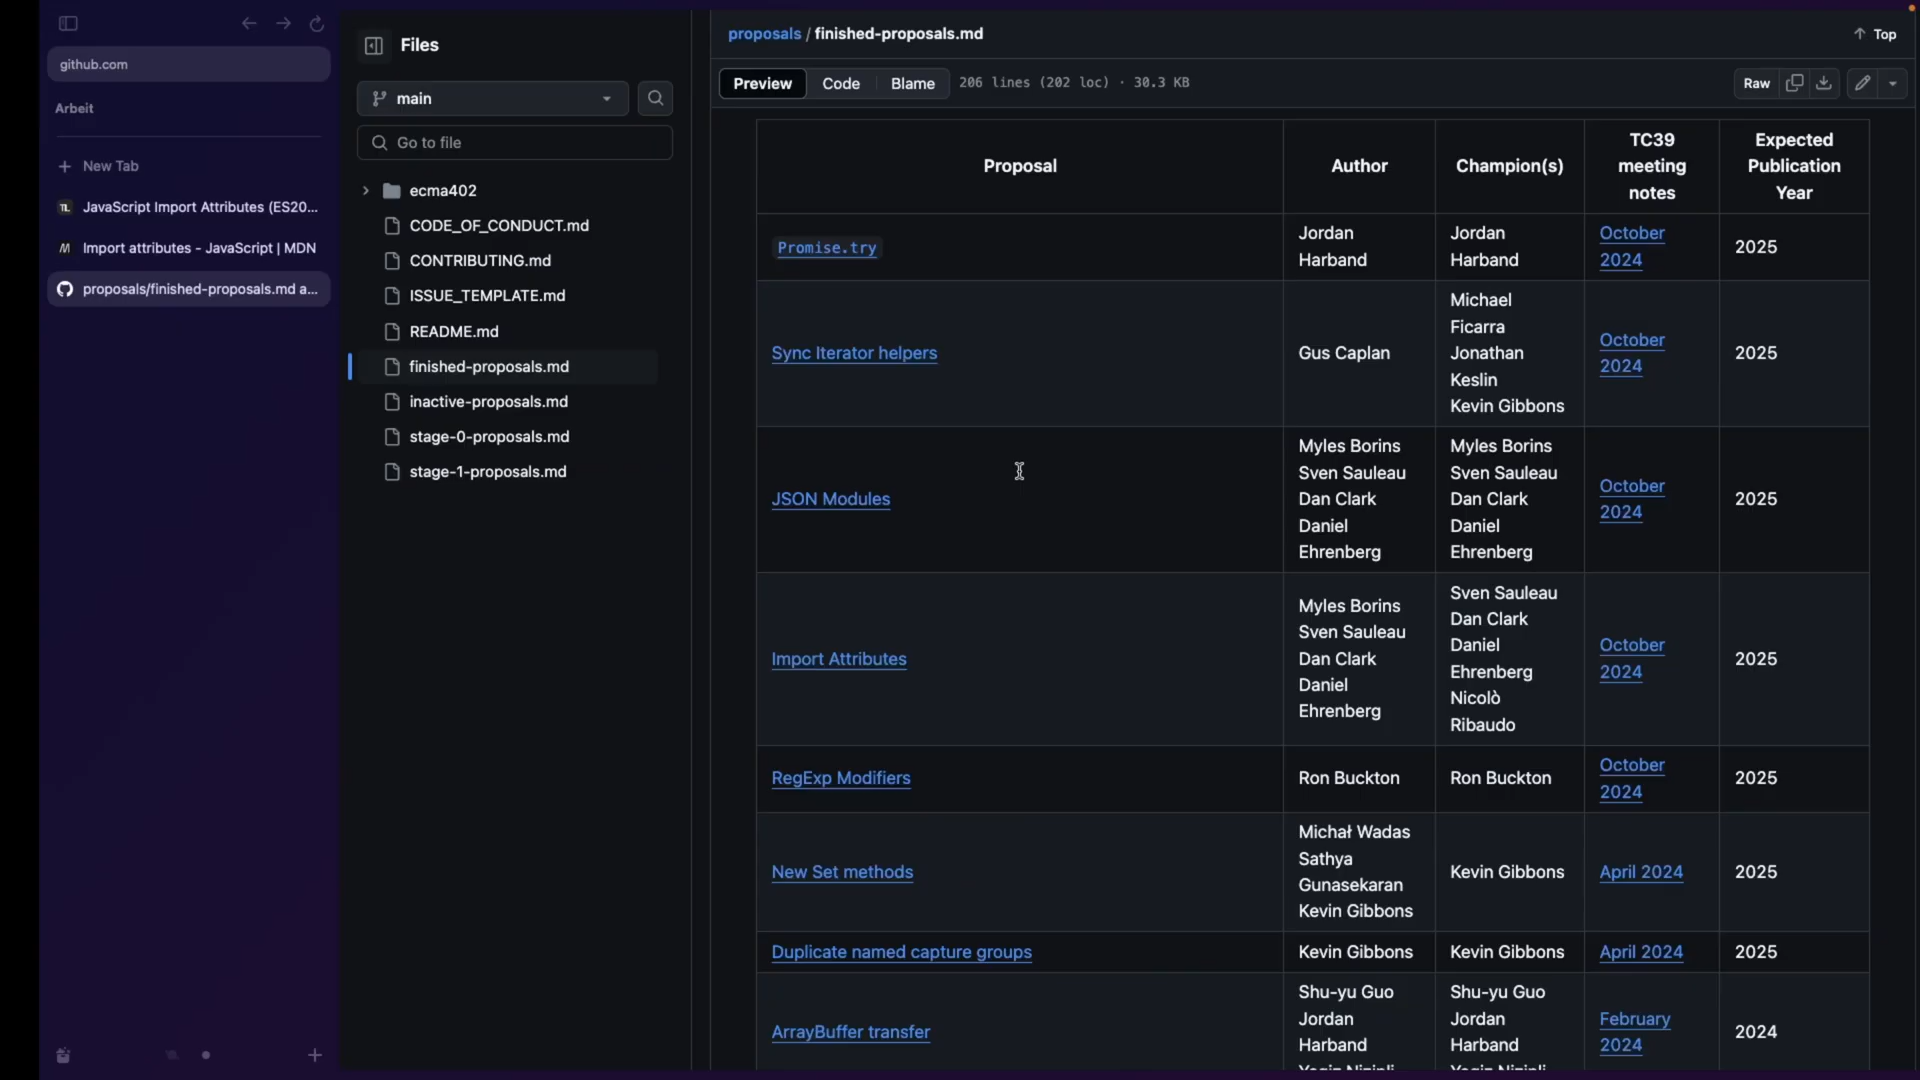 github.com
Arbeit
New Tab
JavaScript Import Attributes (ES20...
Import attributes - JavaScript | MDN
proposals/finished-proposals.md a...
Files
main
Go to file
ecma402
CODE_OF_CONDUCT.md
CONTRIBUTING.md
ISSUE_TEMPLATE.md
README.md
finished-proposals.md
inactive-proposals.md
stage-0-proposals.md
stage-1-proposals.md
proposals / finished-proposals.md
Top
Preview Code Blame 206 lines (202 loc) · 30.3 KB
Raw
Proposal
Author
Champion(s)
TC39
meeting
notes
Expected
Publication
Year
Promise.try
Jordan
Harband
Jordan
Harband
October
2024
2025
Sync Iterator helpers
Gus Caplan
Michael
Ficarra
Jonathan
Keslin
Kevin Gibbons
October
2024
2025
JSON Modules
Myles Borins
Sven Sauleau
Dan Clark
Daniel
Ehrenberg
Myles Borins
Sven Sauleau
Dan Clark
Daniel
Ehrenberg
October
2024
2025
Import Attributes
Myles Borins
Sven Sauleau
Dan Clark
Daniel
Ehrenberg
Sven Sauleau
Dan Clark
Daniel
Ehrenberg
Nicolò
Ribaudo
October
2024
2025
RegExp Modifiers
Ron Buckton
Ron Buckton
October
2024
2025
New Set methods
Michał Wadas
Sathya
Gunasekaran
Kevin Gibbons
Kevin Gibbons
April 2024
2025
Duplicate named capture groups
Kevin Gibbons
Kevin Gibbons
April 2024
2025
ArrayBuffer transfer
Shu-yu Guo
Jordan
Harband
Shu-yu Guo
Jordan
Harband
February
2024
2024